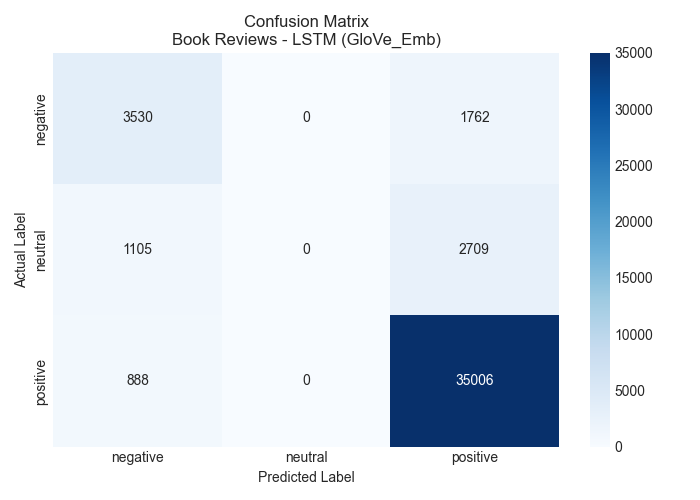 Confusion Matrix
Book Reviews - LSTM (GloVe_Emb)
Actual Label
negative
3530 0 1762
neutral
1105 0 2709
positive
888 0 35006
negative neutral positive
Predicted Label
35000
30000
25000
20000
15000
10000
5000
0